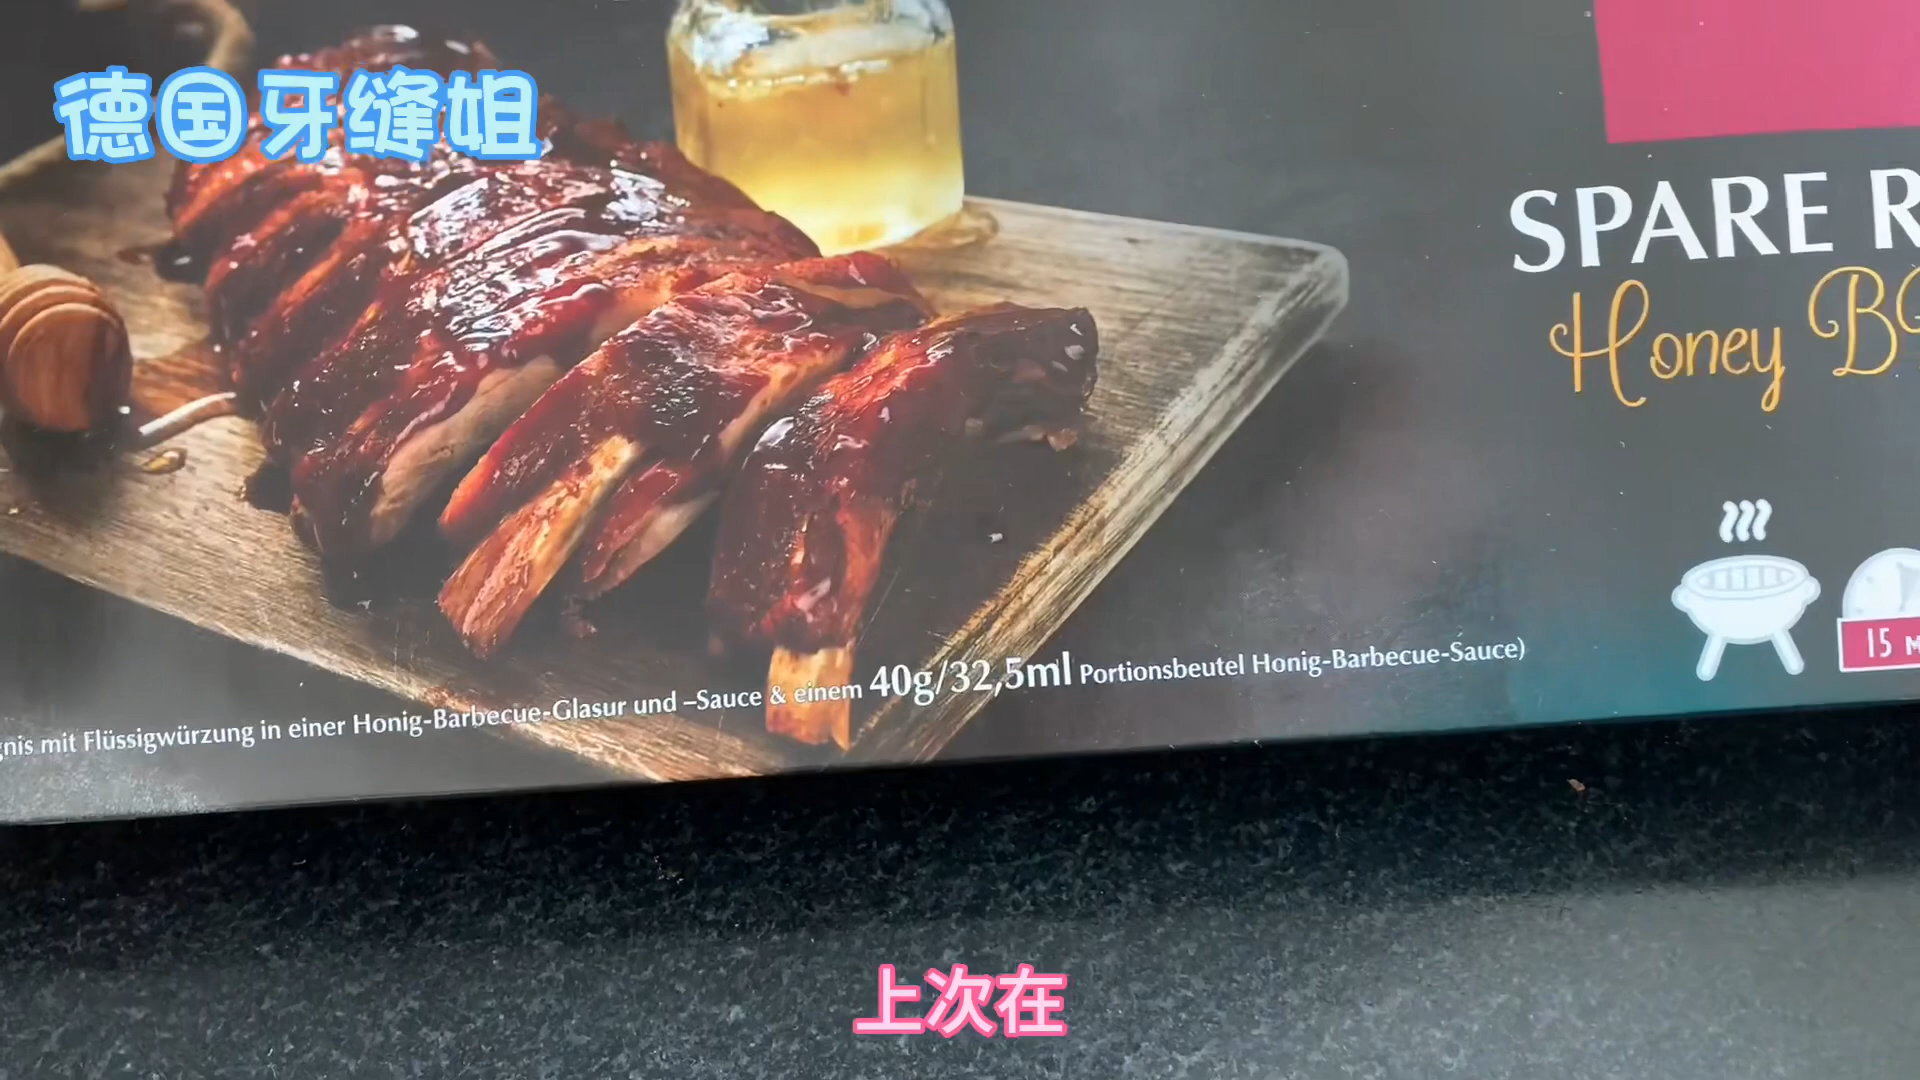 德国牙缝姐
SPARE R
Honey B
15
mit Flüssigwürzung in einer Honig-Barbecue-Glasur und –Sauce & einem 40g/32,5ml Portionsbeutel Honig-Barbecue-Sauce)
上次在